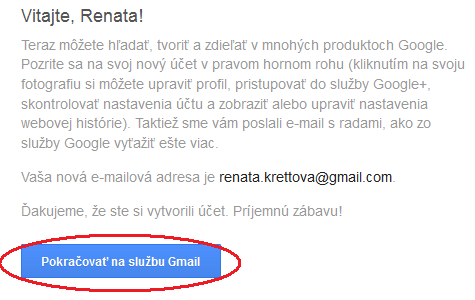 Vitajte, Renata!
Teraz môžete hľadať, tvoriť a zdieľať v mnohých produktoch Google.
Pozrite sa na svoj nový účet v pravom hornom rohu (kliknutím na svoju
fotografiu si môžete upraviť profil, pristupovať do služby Google+,
skontrolovať nastavenia účtu a zobraziť alebo upraviť nastavenia
webovej histórie). Taktiež sme vám poslali e-mail s radami, ako zo
služby Google vyťažiť ešte viac.
Vaša nová e-mailová adresa je renata.krettova@gmail.com.
Ďakujeme, že ste si vytvorili účet. Príjemnú zábavu!
Pokračovať na službu Gmail